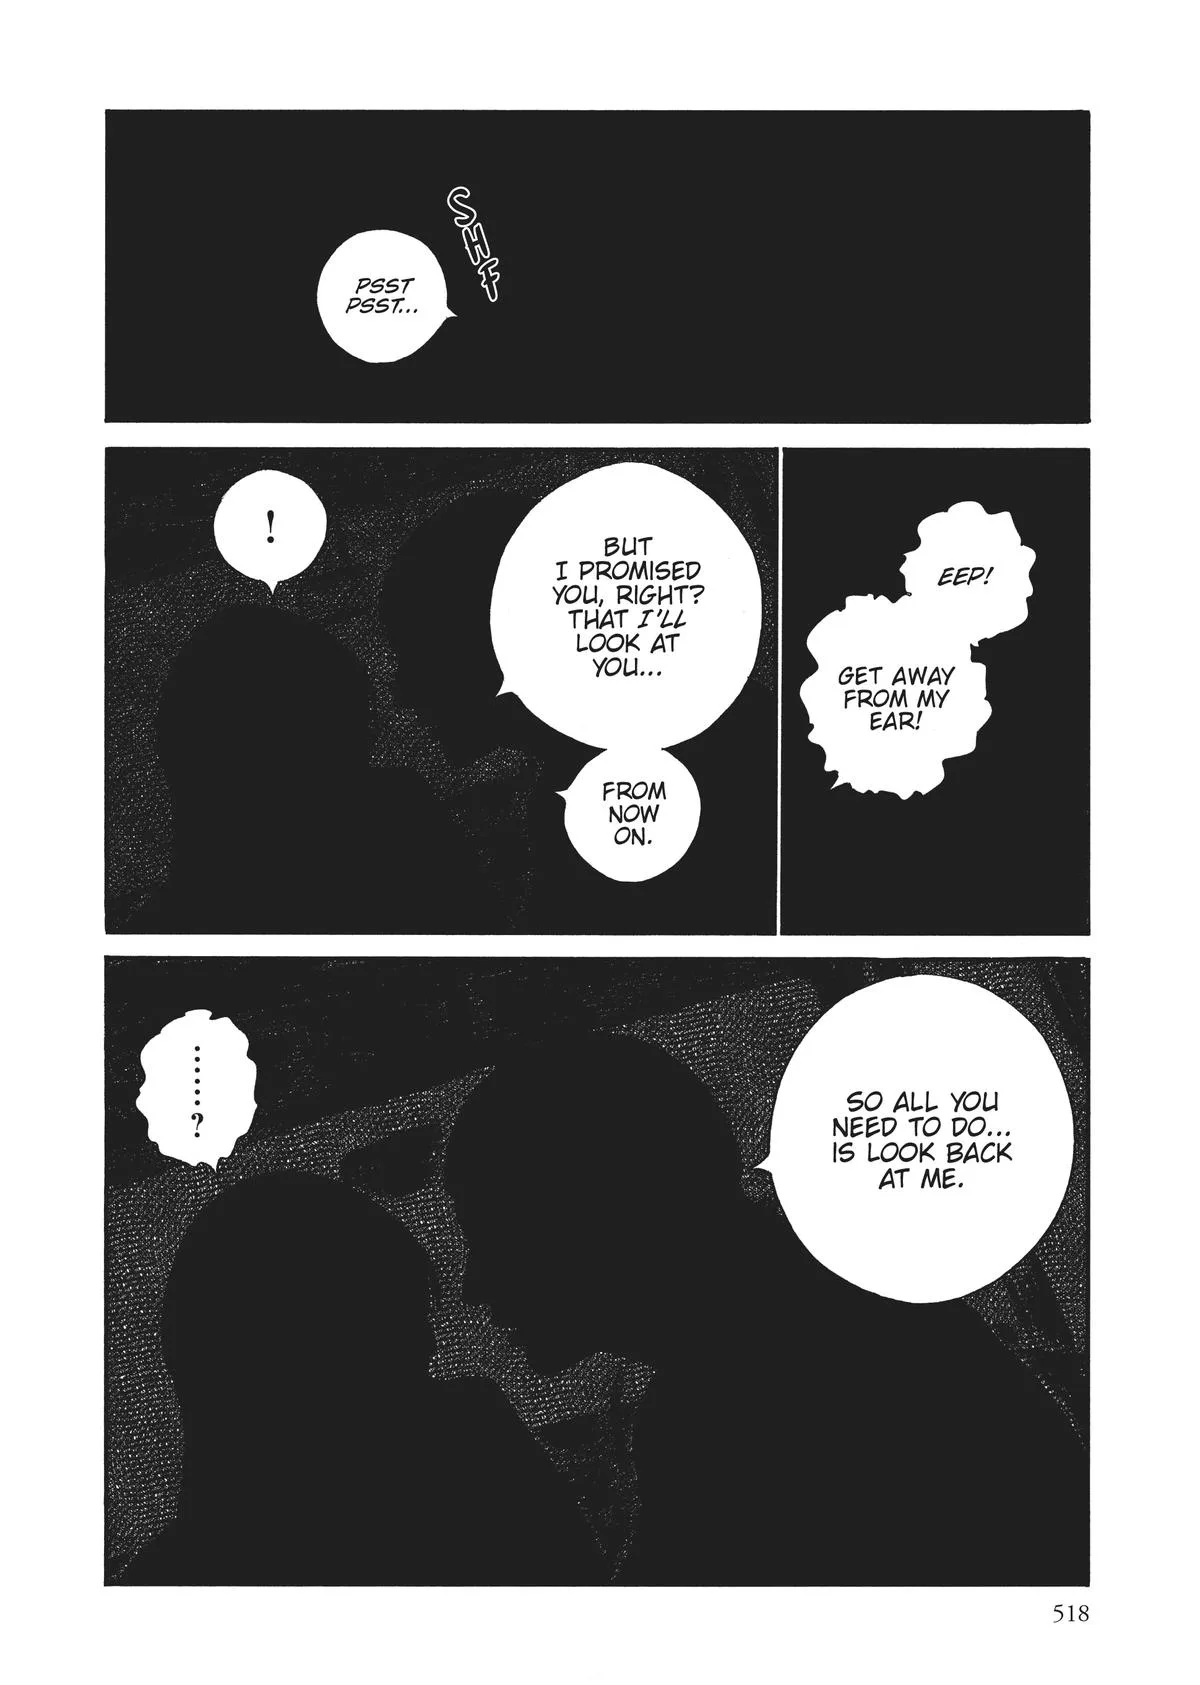 SHF
PSST
PSST...
EEP!
GET AWAY
FROM MY
EAR!
BUT
I PROMISED
YOU, RIGHT?
THAT I'LL
LOOK AT
YOU...
FROM
NOW
ON.
!
SO ALL YOU
NEED TO DO...
IS LOOK BACK
AT ME.
.......?
518